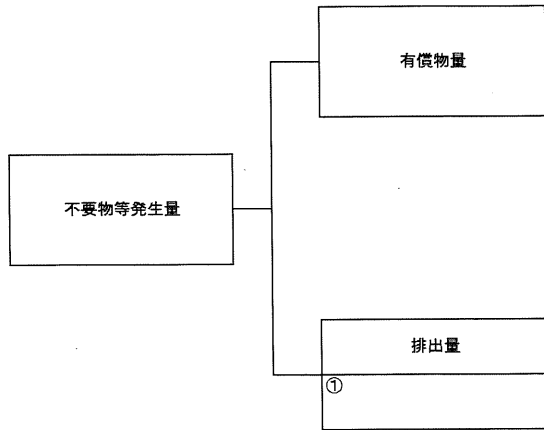 有償物量
不要物等発生量
排出量
①